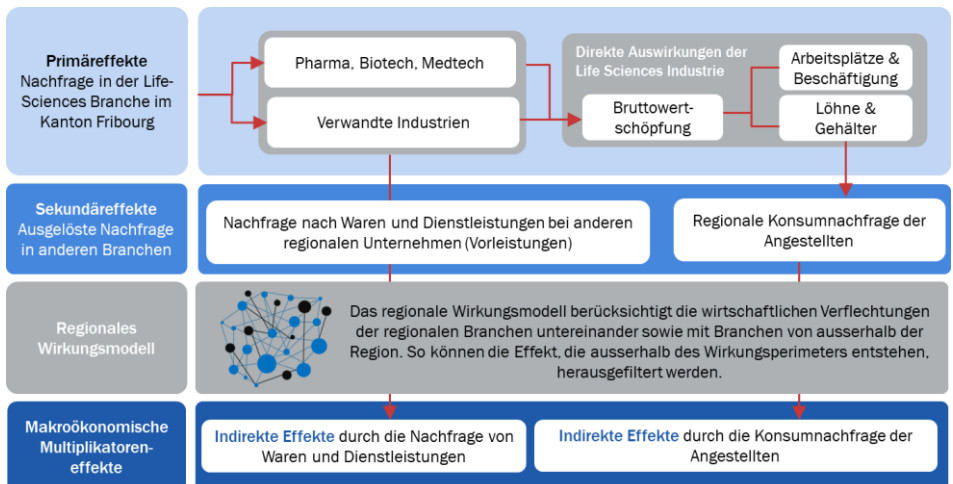 Primäreffekte
Nachfrage in der Life-
Sciences Branche im
Kanton Fribourg
Pharma, Biotech, Medtech
Verwandte Industrien
Direkte Auswirkungen der
Life Sciences Industrie
Bruttowert-
schöpfung
Arbeitsplätze &
Beschäftigung
Löhne &
Gehälter
Sekundäreffekte
Ausgelöste Nachfrage
in anderen Branchen
Nachfrage nach Waren und Dienstleistungen bei anderen
regionalen Unternehmen (Vorleistungen)
Regionale Konsumnachfrage der
Angestellten
Regionales
Wirkungsmodell
Das regionale Wirkungsmodell berücksichtigt die wirtschaftlichen Verflechtungen
der regionalen Branchen untereinander sowie mit Branchen von ausserhalb der
Region. So können die Effekt, die ausserhalb des Wirkungsperimeters entstehen,
herausgefiltert werden.
Makroökonomische
Multiplikatoren-
effekte
Indirekte Effekte durch die Nachfrage von
Waren und Dienstleistungen
Indirekte Effekte durch die Konsumnachfrage der
Angestellten